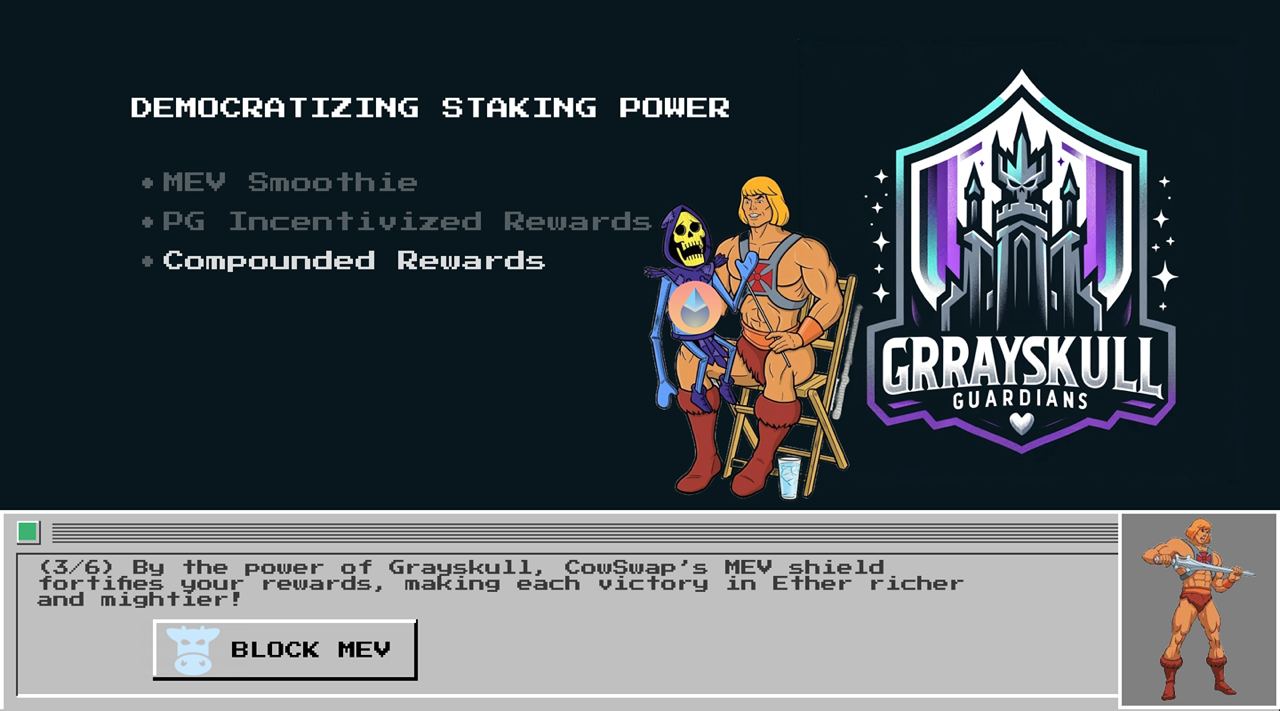 DEMOCRATIZING STAKING POWER
•MEV Smoothie
•PG Incentivized Rewards
•Compounded Rewards
GRRAYSKULL
GUARDIANS
(3/6) By the power of Grayskull, CowSwap's MEV shield
fortifies your rewards, making each victory in Ether richer
and mightier!
BLOCK MEV